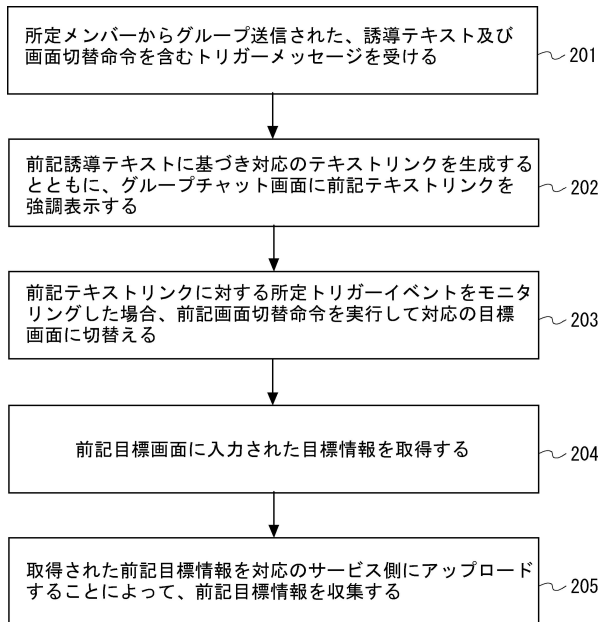 所定メンバーからグループ送信された、誘導テキスト及び
画面切替命令を含むトリガーメッセージを受ける
201
前記誘導テキストに基づき対応のテキストリンクを生成する
とともに、グループチャット画面に前記テキストリンクを
強調表示する
202
前記テキストリンクに対する所定トリガーイベントをモニタ
リングした場合、前記画面切替命令を実行して対応の目標
画面に切替える
203
前記目標画面に入力された目標情報を取得する
204
取得された前記目標情報を対応のサービス側にアップロード
することによって、前記目標情報を収集する
205